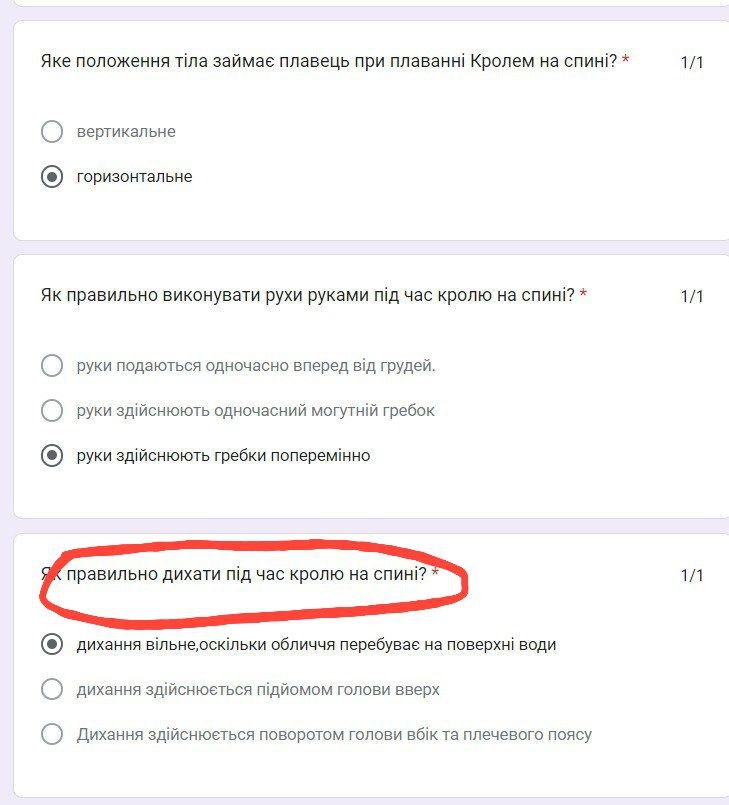 Яке положення тіла займає плавець при плаванні Кролем на спині? * 1/1
вертикальне
горизонтальне
Як правильно виконувати рухи руками під час кролю на спині? * 1/1
руки подаються одночасно вперед від грудей.
руки здійснюють одночасний могутній гребок
руки здійснюють гребки поперемінно
Як правильно дихати під час кролю на спині? * 1/1
дихання вільне,оскільки обличчя перебуває на поверхні води
дихання здійснюється підйомом голови вверх
Дихання здійснюється поворотом голови вбік та плечевого поясу